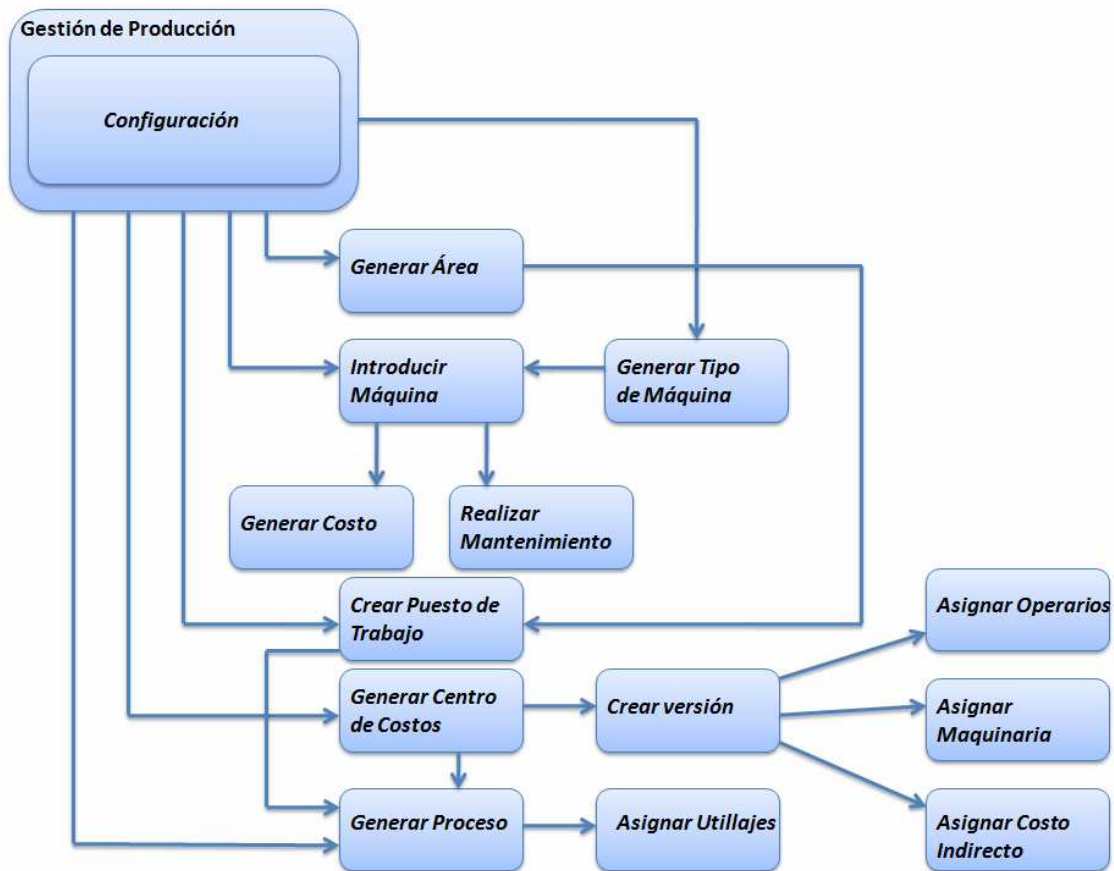 Gestión de Producción
Configuración
Generar Área
Introducir
Máquina
Generar Tipo
de Máquina
Generar Costo
Realizar
Mantenimiento
Crear Puesto de
Trabajo
Asignar Operarios
Generar Centro
de Costos
Crear versión
Asignar
Maquinaria
Generar Proceso
Asignar Utillajes
Asignar Costo
Indirecto